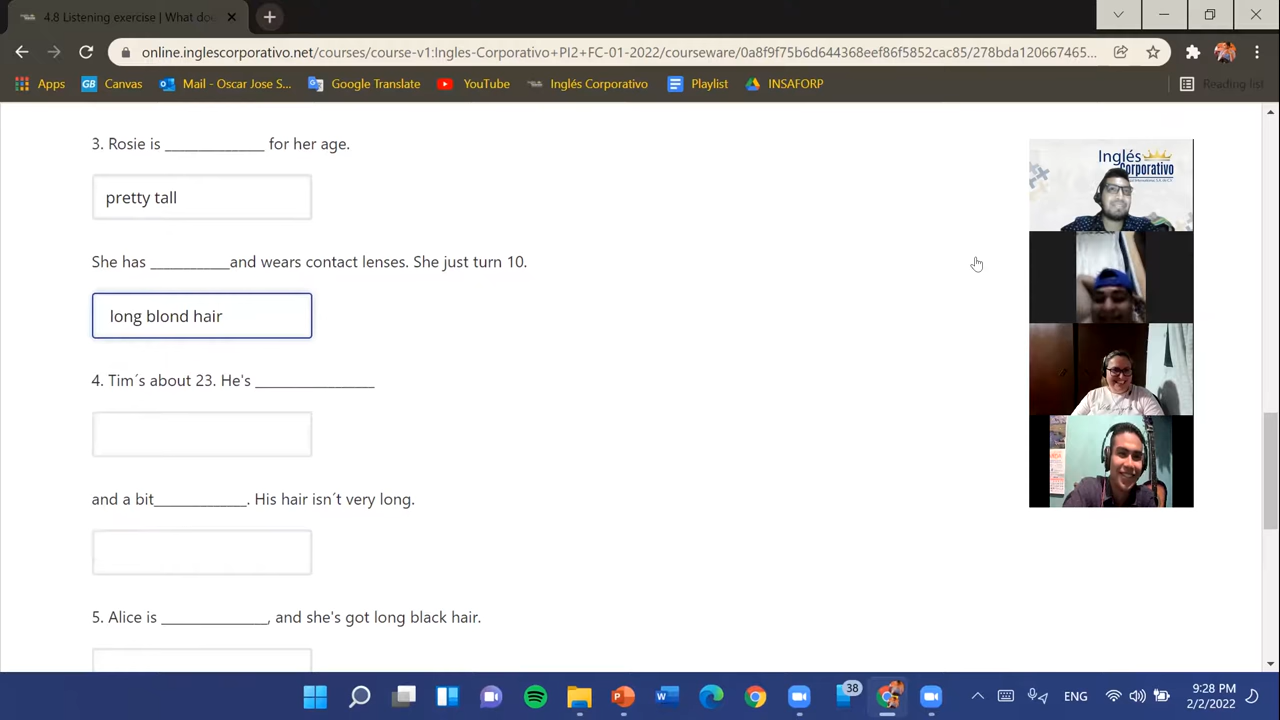 4.8 Listening exercise | What do
online.inglescorporativo.net/courses/course-v1:Ingles-Corporativo+PI2+FC-01-2022/courseware/0a8f9f75b6d644368eef86f5852cac85/278bda120667465...
Apps Canvas Mail - Oscar Jose S... Google Translate YouTube Inglés Corporativo Playlist INSAFORP Reading list
3. Rosie is ______________ for her age.
pretty tall
She has ___________and wears contact lenses. She just turn 10.
long blond hair
4. Tim´s about 23. He's ________________
and a bit_____________. His hair isn´t very long.
5. Alice is _______________, and she's got long black hair.
Inglés
Corporativo
38
ENG
9:28 PM
2/2/2022